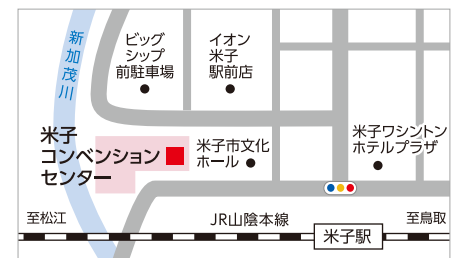 新加茂川
ビッグ
シップ
前駐車場
イオン
米子
駅前店
米子
コンベンション
センター
米子市文化
ホール
米子ワシントン
ホテルプラザ
至松江
JR山陰本線
米子駅
至鳥取